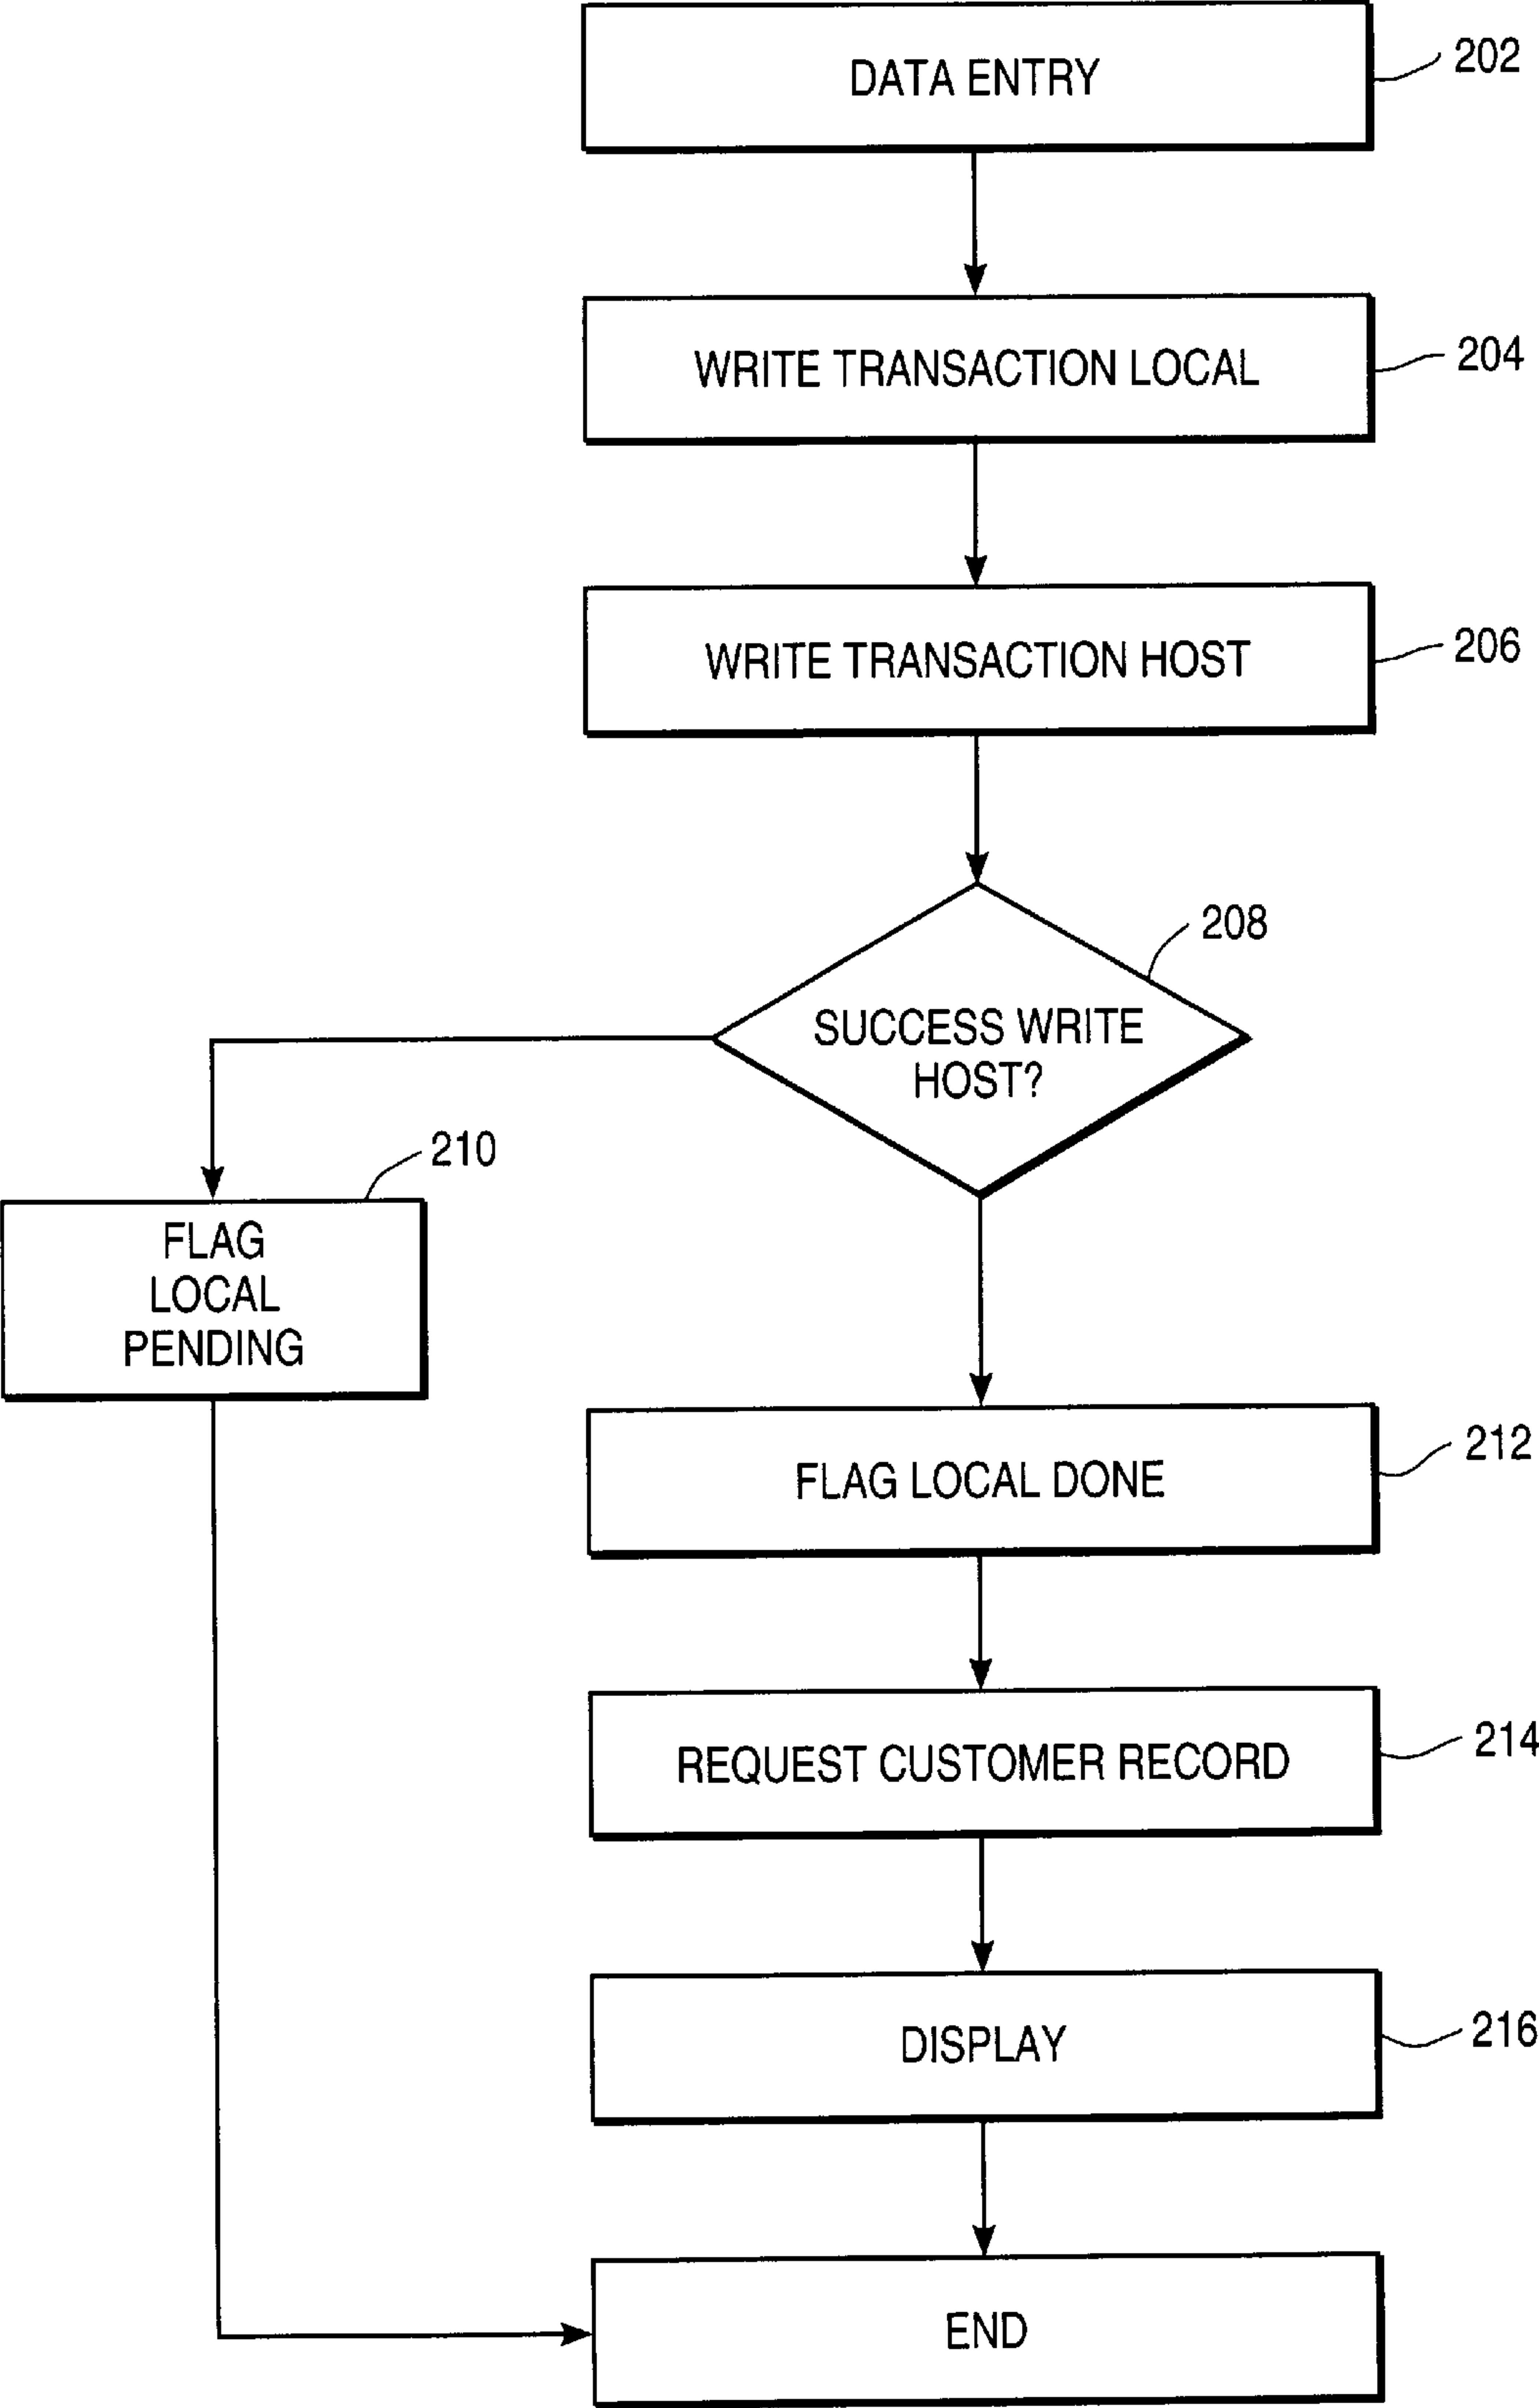 DATA ENTRY
202
WRITE TRANSACTION LOCAL
204
WRITE TRANSACTION HOST
206
208
SUCCESS WRITE
HOST?
210
FLAG
LOCAL
PENDING
FLAG LOCAL DONE
212
REQUEST CUSTOMER RECORD
214
DISPLAY
216
END